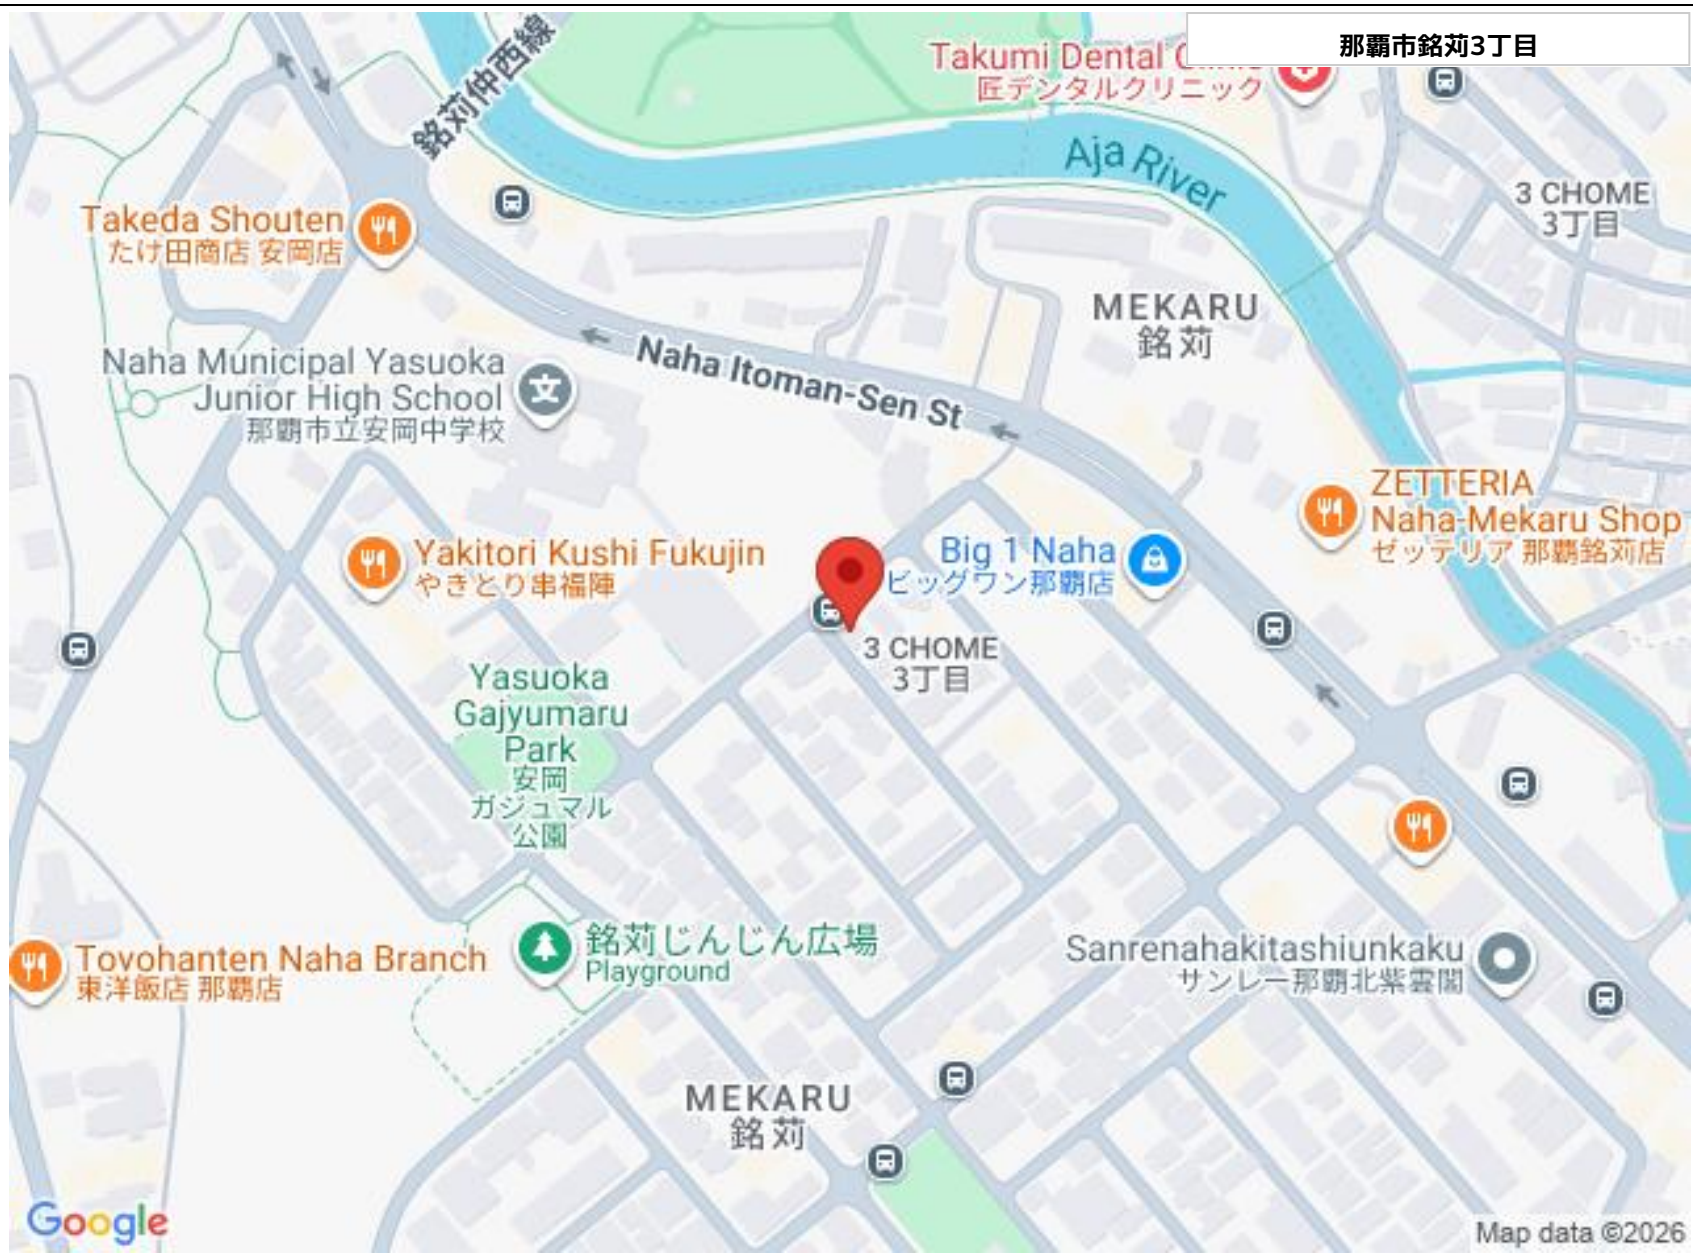 那覇市銘苅3丁目
Takumi Dental
匠デンタルクリニック
銘苅仲西線
Aja River
3 CHOME
3丁目
Takeda Shouten
たけ田商店 安岡店
MEKARU
銘苅
Naha Municipal Yasuoka
Junior High School
那覇市立安岡中学校
Naha Itoman-Sen St
ZETTERIA
Naha-Mekaru Shop
ゼッテリア 那覇銘苅店
Yakitori Kushi Fukujin
やきとり串福陣
Big 1 Naha
ビッグワン那覇店
3 CHOME
3丁目
Yasuoka
Gajyumaru
Park
安岡
ガジュマル
公園
銘苅じんじん広場
Playground
Tovohanten Naha Branch
東洋飯店 那覇店
Sanrenahakitashiunkaku
サンレー那覇北紫雲閣
MEKARU
銘苅
Google
Map data ©2026